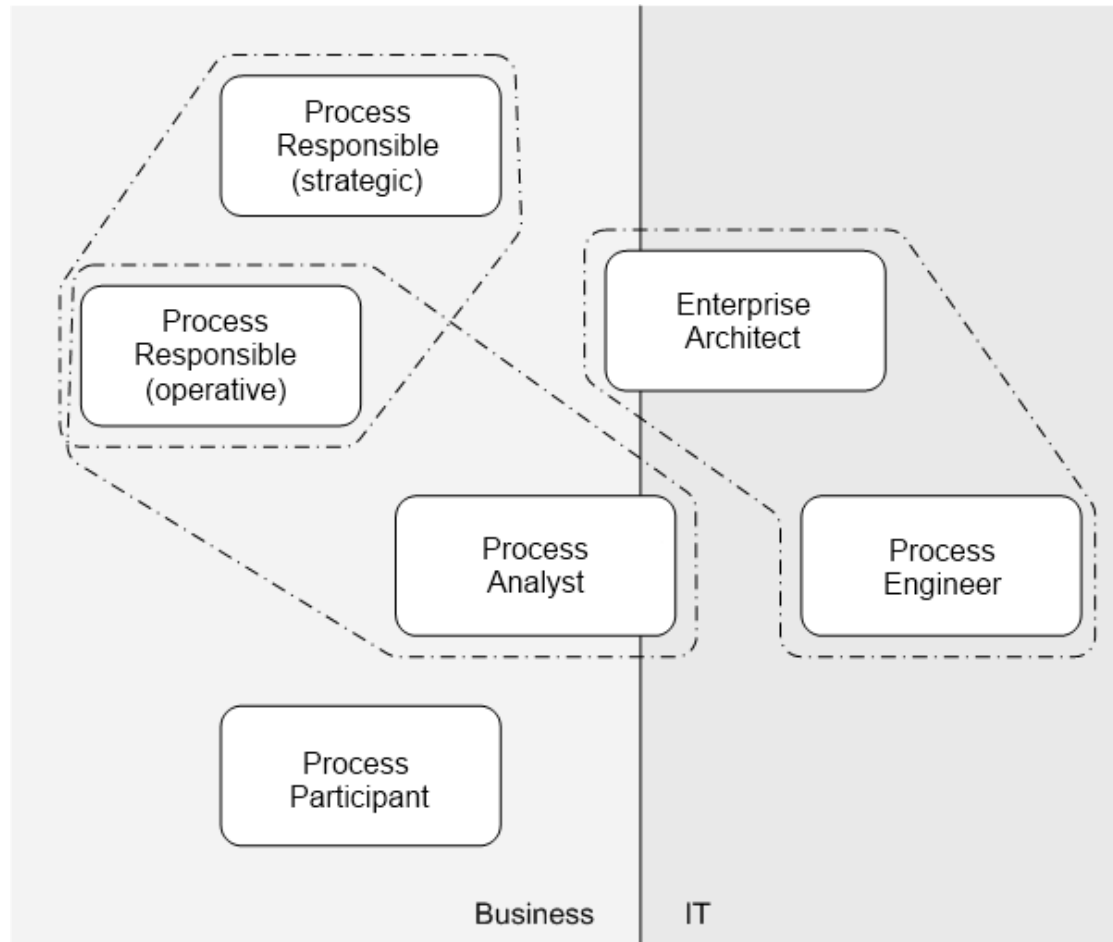 Process
Responsible
(strategic)
Process
Responsible
(operative)
Enterprise
Architect
Process
Analyst
Process
Engineer
Process
Participant
Business
IT